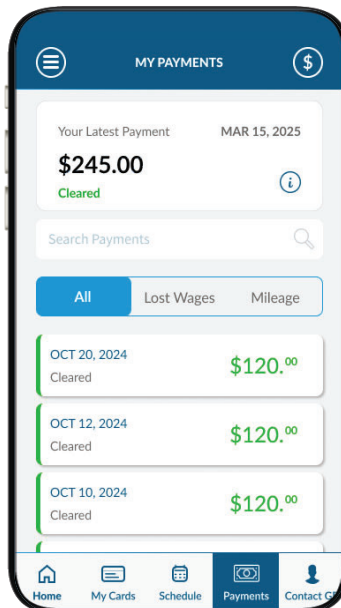 MY PAYMENTS
$
Your Latest Payment MAR 15, 2025
$245.00
i
Cleared
Search Payments
All Lost Wages Mileage
OCT 20, 2024
$120.⁰⁰
Cleared
OCT 12, 2024
$120.⁰⁰
Cleared
OCT 10, 2024
$120.⁰⁰
Cleared
Home My Cards Schedule Payments Contact